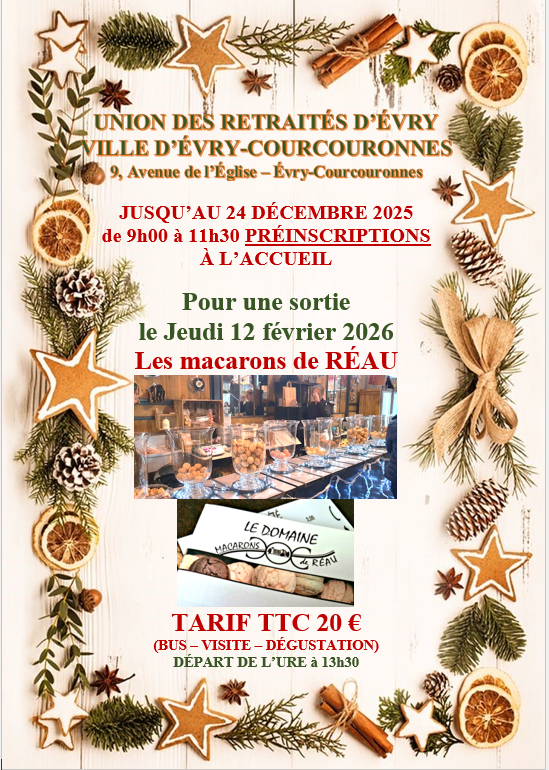 UNION DES RETRAITÉS D'ÉVRY
VILLE D'ÉVRY-COURCOURONNES
9, Avenue de l'Église – Évry-Courcouronnes
JUSQU'AU 24 DÉCEMBRE 2025
de 9h00 à 11h30 PRÉINSCRIPTIONS
À L'ACCUEIL
Pour une sortie
le Jeudi 12 février 2026
Les macarons de RÉAU
LE DOMAINE
MACARONS
de RÉAU
TARIF TTC 20 €
(BUS – VISITE – DÉGUSTATION)
DÉPART DE L'URE à 13h30